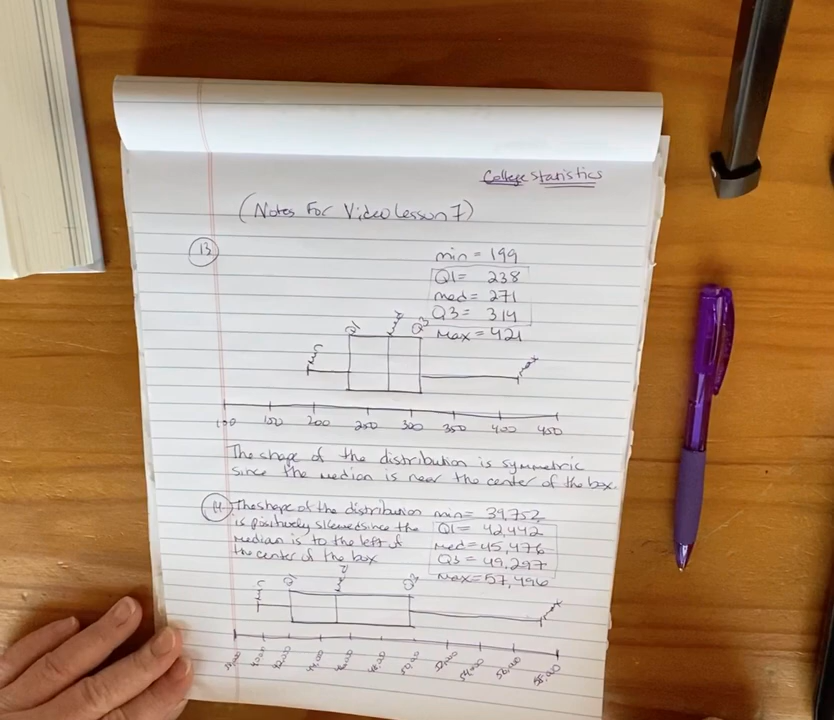 College Statistics
(Notes For Video Lesson 7)
13
min = 199
Q1 = 238
med = 271
Q3 = 314
Max = 421
Q1 med Q3
min max
100 150 200 250 300 350 400 450
The shape of the distribution is symmetric
since the median is near the center of the box.
14 The shape of the distribution
is positively skewed since the
median is to the left of
the center of the box
min = 39,752
Q1 = 42,442
med = 45,476
Q3 = 49,297
Max = 57,496
Q1 Q3
max